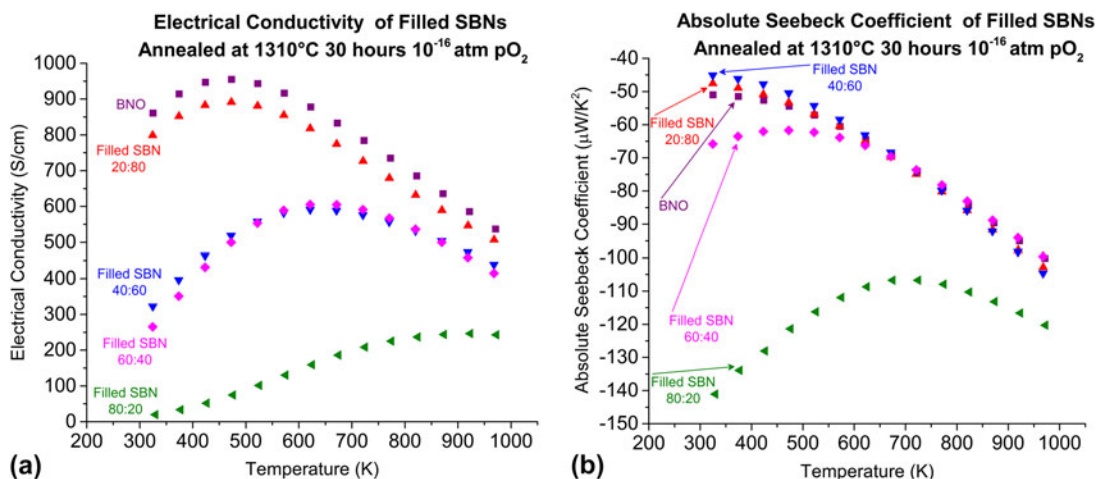 Electrical Conductivity of Filled SBNs
Annealed at 1310°C 30 hours 10⁻¹⁶ atm pO₂
Electrical Conductivity (S/cm)
1000
900
800
700
600
500
400
300
200
100
0
BNO
Filled SBN
20:80
Filled SBN
40:60
Filled SBN
60:40
Filled SBN
80:20
200 300 400 500 600 700 800 900 1000
Temperature (K)
(a)
Absolute Seebeck Coefficient of Filled SBNs
Annealed at 1310°C 30 hours 10⁻¹⁶ atm pO₂
Absolute Seebeck Coefficient (μW/K²)
-40
-50
-60
-70
-80
-90
-100
-110
-120
-130
-140
-150
Filled SBN
40:60
Filled SBN
20:80
BNO
Filled SBN
60:40
Filled SBN
80:20
200 300 400 500 600 700 800 900 1000
Temperature (K)
(b)